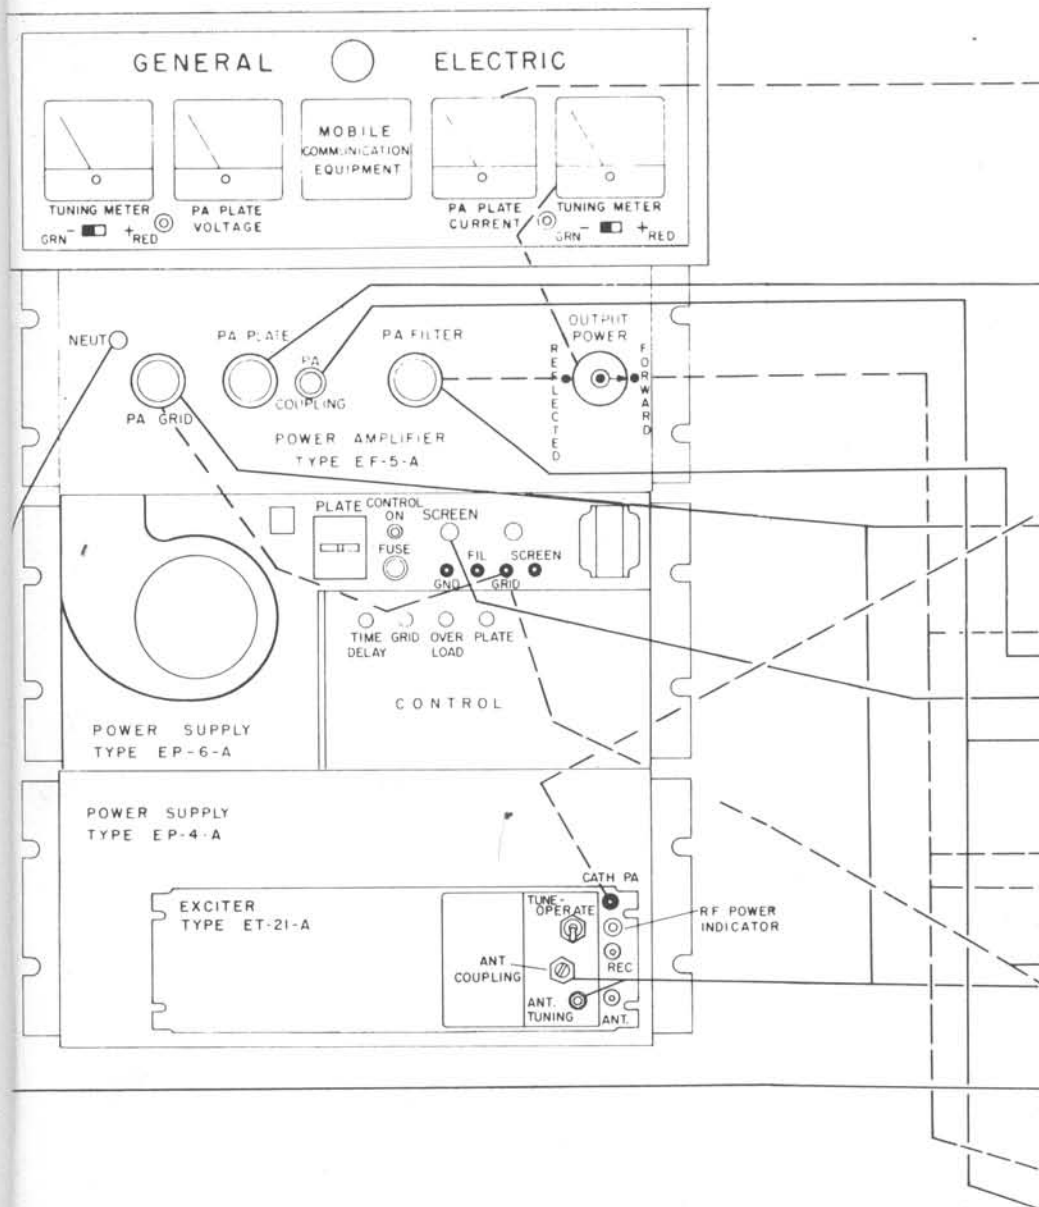 GENERAL ELECTRIC
MOBILE
COMMUNICATION
EQUIPMENT
TUNING METER
GRN - + RED
PA PLATE
VOLTAGE
PA PLATE
CURRENT
TUNING METER
GRN - + RED
NEUT
PA GRID
PA PLATE
PA
COUPLING
PA FILTER
OUTPUT
POWER
REFLECTED
FORWARD
POWER AMPLIFIER
TYPE EF-5-A
PLATE
CONTROL
ON
FUSE
SCREEN
GND
FIL
GRID
SCREEN
TIME
DELAY
GRID
OVER
LOAD
PLATE
CONTROL
POWER SUPPLY
TYPE EP-6-A
POWER SUPPLY
TYPE EP-4-A
EXCITER
TYPE ET-21-A
CATH PA
TUNE-
OPERATE
RF POWER
INDICATOR
REC
ANT
COUPLING
ANT.
TUNING
ANT.